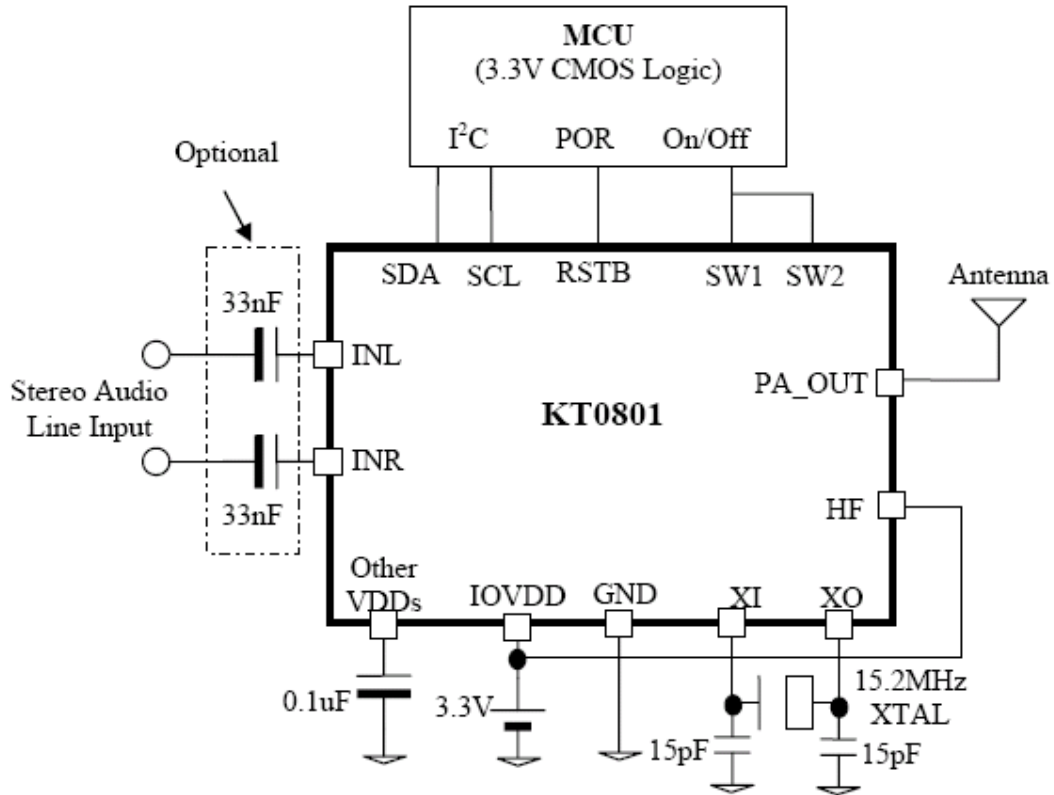 MCU
(3.3V CMOS Logic)
I²C
POR
On/Off
Optional
SDA
SCL
RSTB
SW1
SW2
Antenna
33nF
INL
Stereo Audio
Line Input
PA_OUT
KT0801
INR
33nF
HF
Other
VDDs
IOVDD
GND
XI
XO
0.1uF
3.3V
15.2MHz
XTAL
15pF
15pF